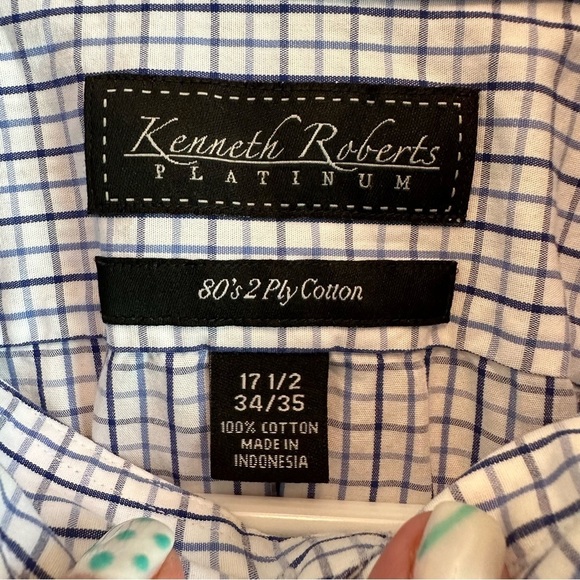 Kenneth Roberts
PLATINUM
80's 2 Ply Cotton
17 1/2
34/35
100% COTTON
MADE IN
INDONESIA